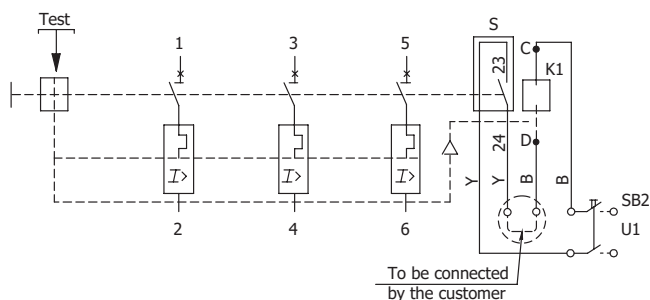 Test
1
3
5
S
23
C
K1
24
D
Y
Y
B
B
SB2
U1
I>
I>
I>
2
4
6
To be connected
by the customer